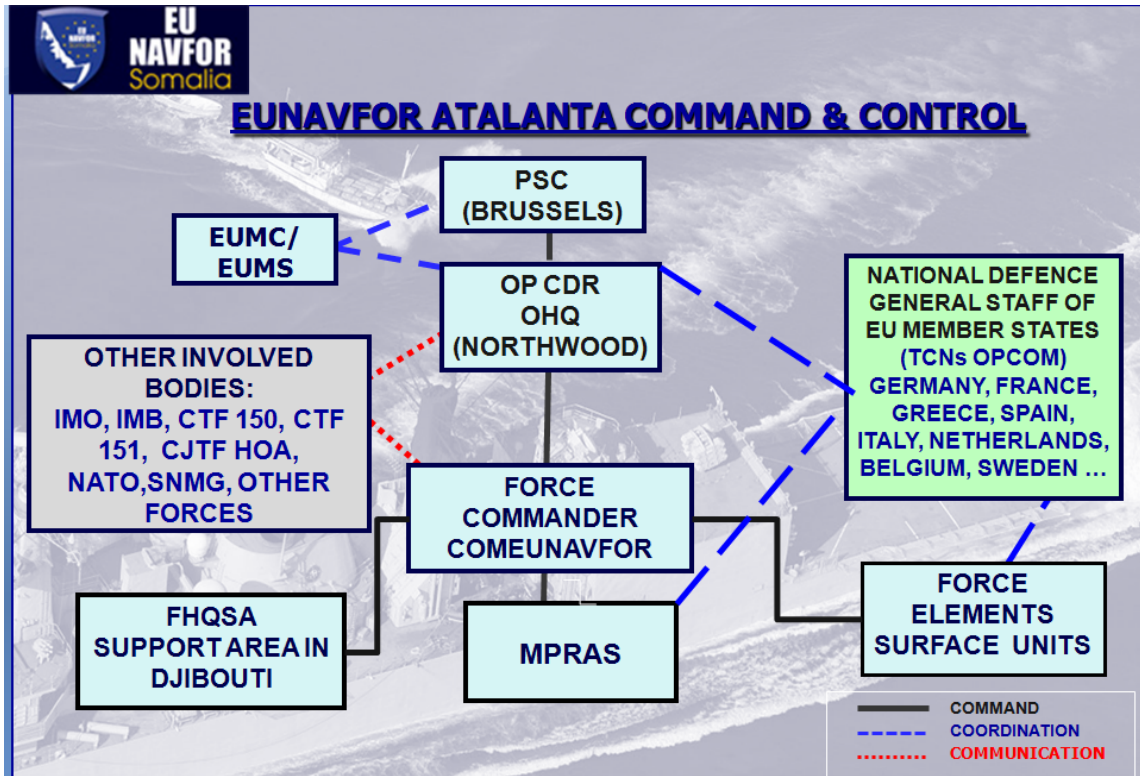 EU
NAVFOR
Somalia
EUNAVFOR ATALANTA COMMAND & CONTROL
PSC
(BRUSSELS)
EUMC/
EUMS
OP CDR
OHQ
(NORTHWOOD)
NATIONAL DEFENCE
GENERAL STAFF OF
EU MEMBER STATES
(TCNs OPCOM)
GERMANY, FRANCE,
GREECE, SPAIN,
ITALY, NETHERLANDS,
BELGIUM, SWEDEN ...
OTHER INVOLVED
BODIES:
IMO, IMB, CTF 150, CTF
151, CJTF HOA,
NATO,SNMG, OTHER
FORCES
FORCE
COMMANDER
COMEUNAVFOR
FHQSA
SUPPORT AREA IN
DJIBOUTI
MPRAS
FORCE
ELEMENTS
SURFACE UNITS
COMMAND
COORDINATION
COMMUNICATION